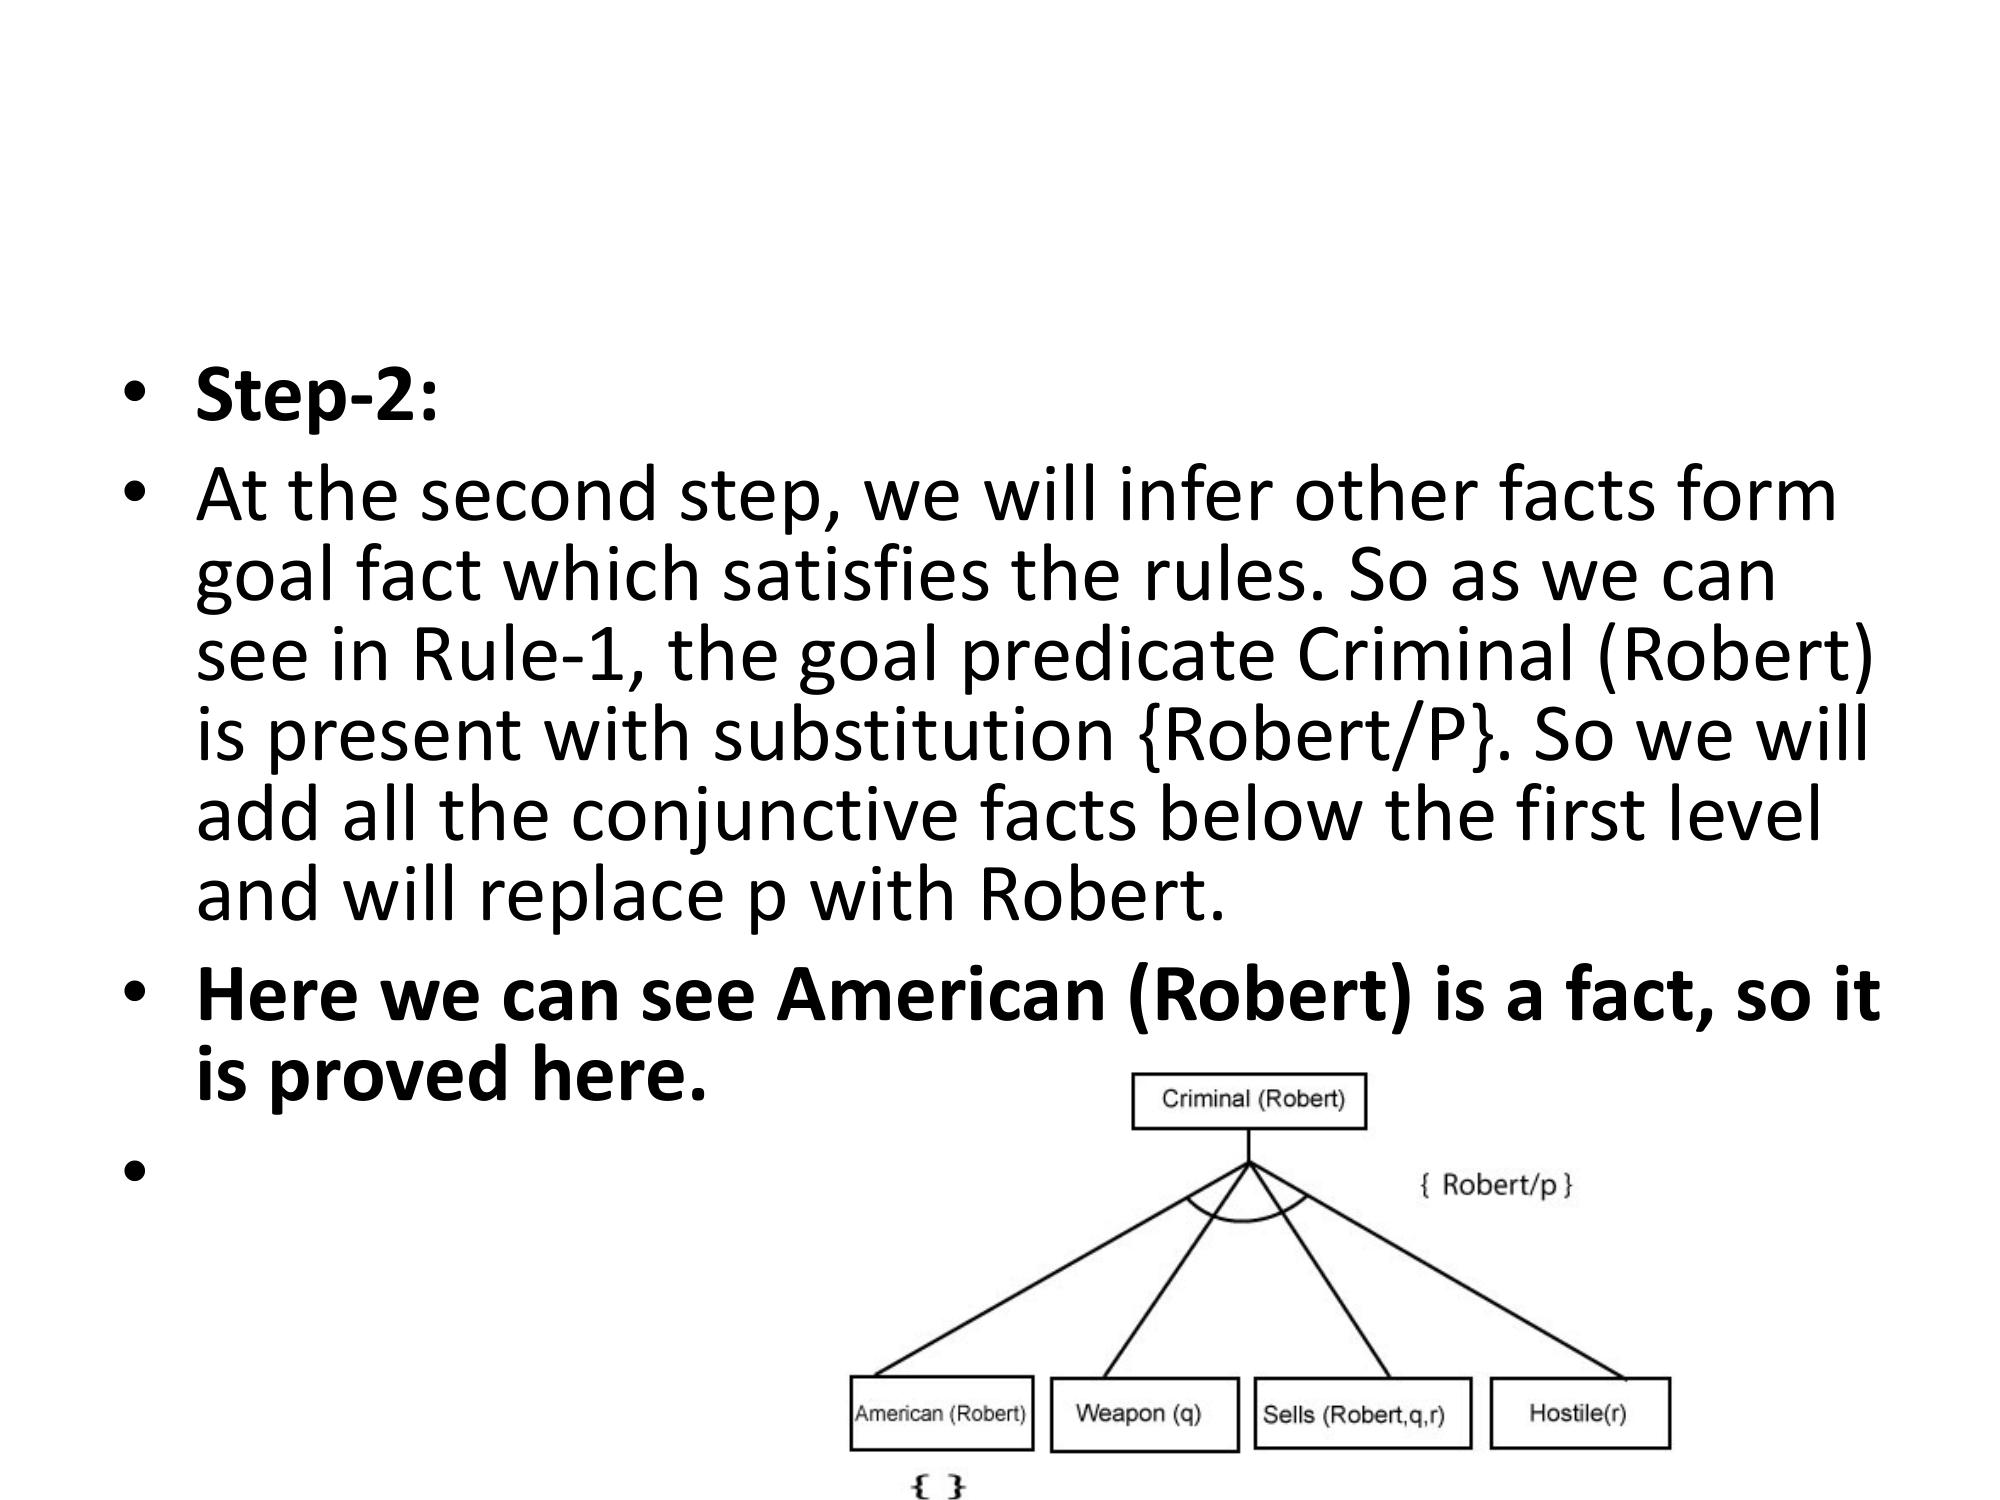 • Step-2:
• At the second step, we will infer other facts form
goal fact which satisfies the rules. So as we can
see in Rule-1, the goal predicate Criminal (Robert)
is present with substitution {Robert/P}. So we will
add all the conjunctive facts below the first level
and will replace p with Robert.
• Here we can see American (Robert) is a fact, so it
is proved here.
•
Criminal (Robert)
{ Robert/p }
American (Robert)
Weapon (q)
Sells (Robert,q,r)
Hostile(r)
{ }